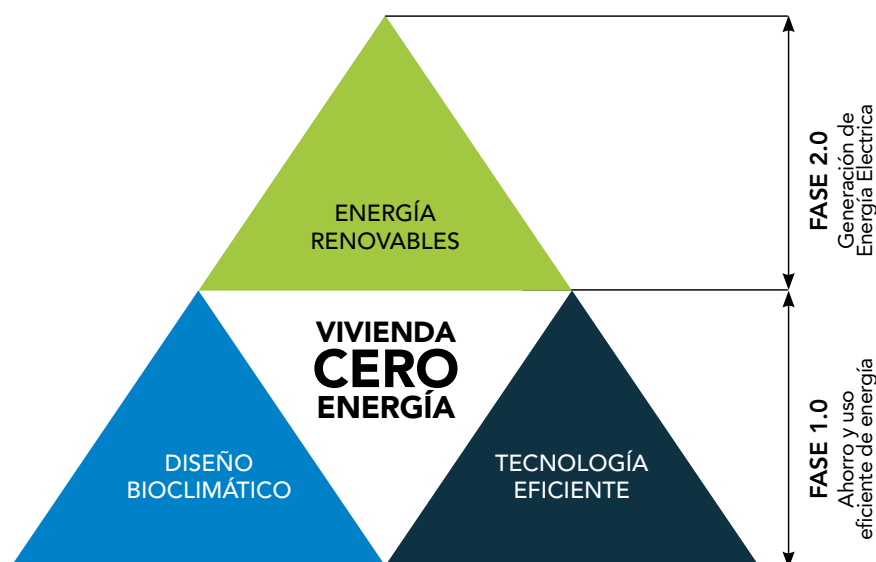 ENERGÍA
RENOVABLES
FASE 2.0
Generación de
Energía Electrica
VIVIENDA
CERO
ENERGÍA
DISEÑO
BIOCLIMÁTICO
TECNOLOGÍA
EFICIENTE
FASE 1.0
Ahorro y uso
eficiente de energía